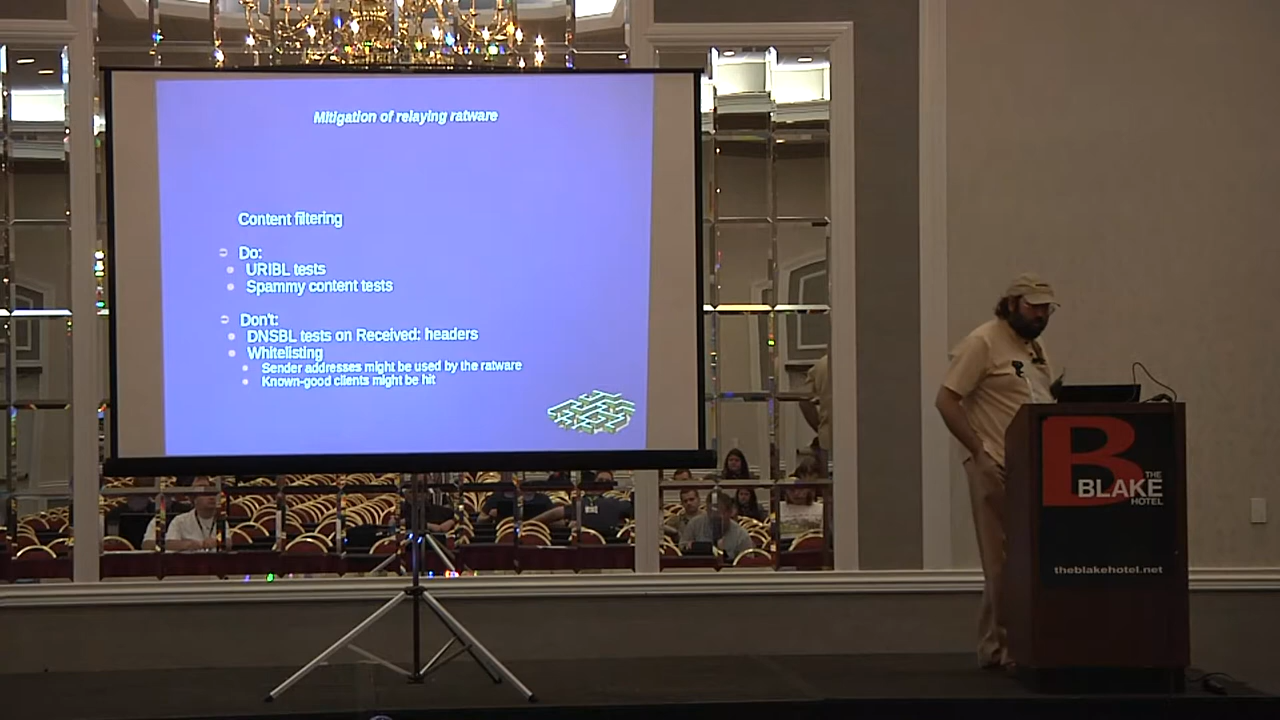 Mitigation of relaying ratware
Content filtering
Do:
URIBL tests
Spammy content tests
Don't:
DNSBL tests on Received: headers
Whitelisting
Sender addresses might be used by the ratware
Known-good clients might be hit
B
THE
BLAKE
HOTEL
theblakehotel.net